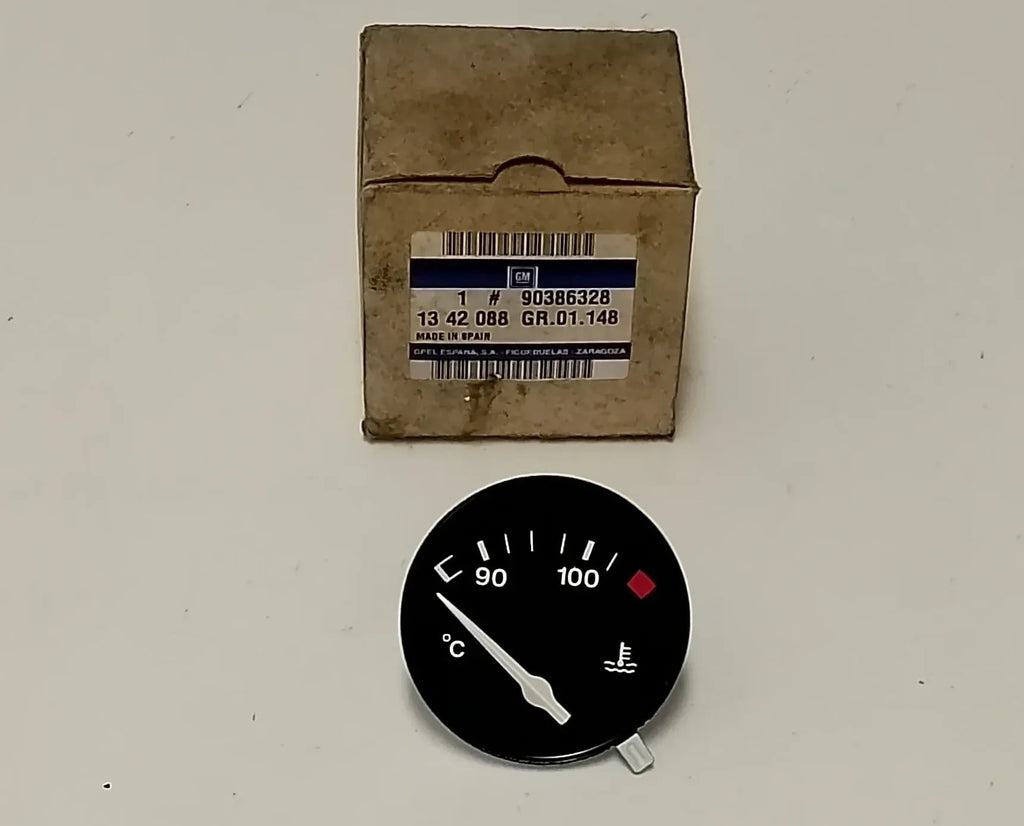 GM
1 # 90386328
13 42 088 GR.01.148
MADE IN SPAIN
OPEL ESPAÑA, S.A. - FIGUERUELAS - ZARAGOZA
90 100
°C